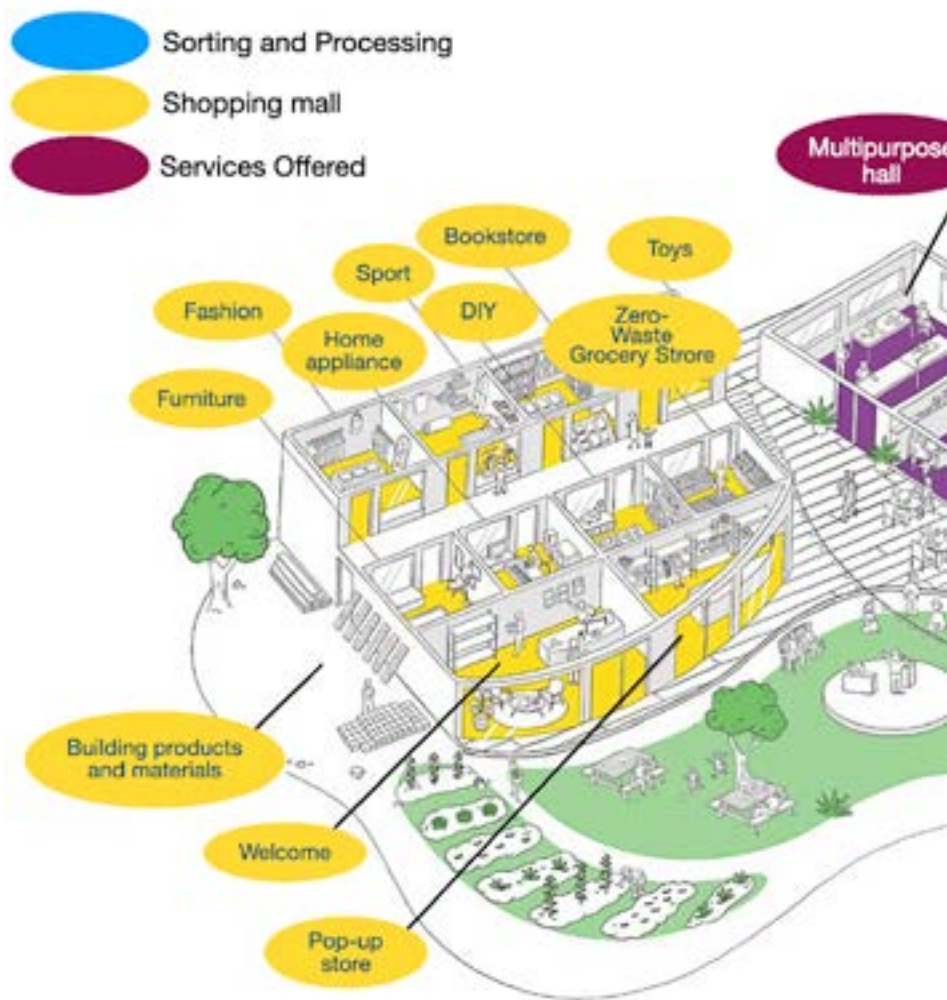 Sorting and Processing
Shopping mall
Services Offered
Multipurpose
hall
Bookstore
Toys
Sport
Fashion
DIY
Zero-
Waste
Grocery Strore
Home
appliance
Furniture
Building products
and materials
Welcome
Pop-up
store